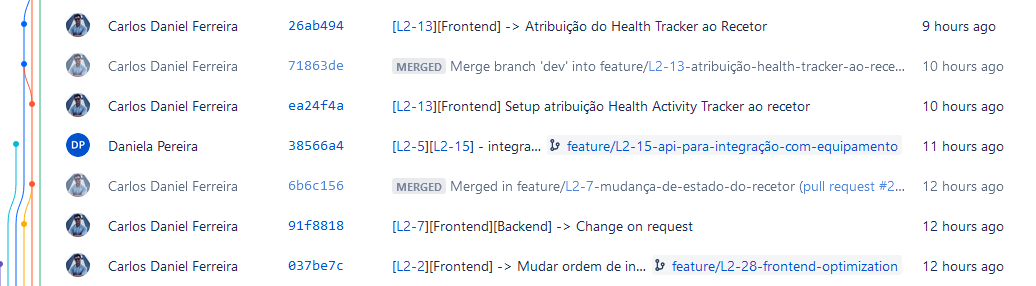 Carlos Daniel Ferreira 26ab494 [L2-13][Frontend] -> Atribuição do Health Tracker ao Recetor 9 hours ago
Carlos Daniel Ferreira 71863de MERGED Merge branch 'dev' into feature/L2-13-atribuição-health-tracker-ao-rece... 10 hours ago
Carlos Daniel Ferreira ea24f4a [L2-13][Frontend] Setup atribuição Health Activity Tracker ao recetor 10 hours ago
DP Daniela Pereira 38566a4 [L2-5][L2-15] - integra... feature/L2-15-api-para-integração-com-equipamento 11 hours ago
Carlos Daniel Ferreira 6b6c156 MERGED Merged in feature/L2-7-mudança-de-estado-do-recetor (pull request #2... 12 hours ago
Carlos Daniel Ferreira 91f8818 [L2-7][Frontend][Backend] -> Change on request 12 hours ago
Carlos Daniel Ferreira 037be7c [L2-2][Frontend] -> Mudar ordem de in... feature/L2-28-frontend-optimization 12 hours ago